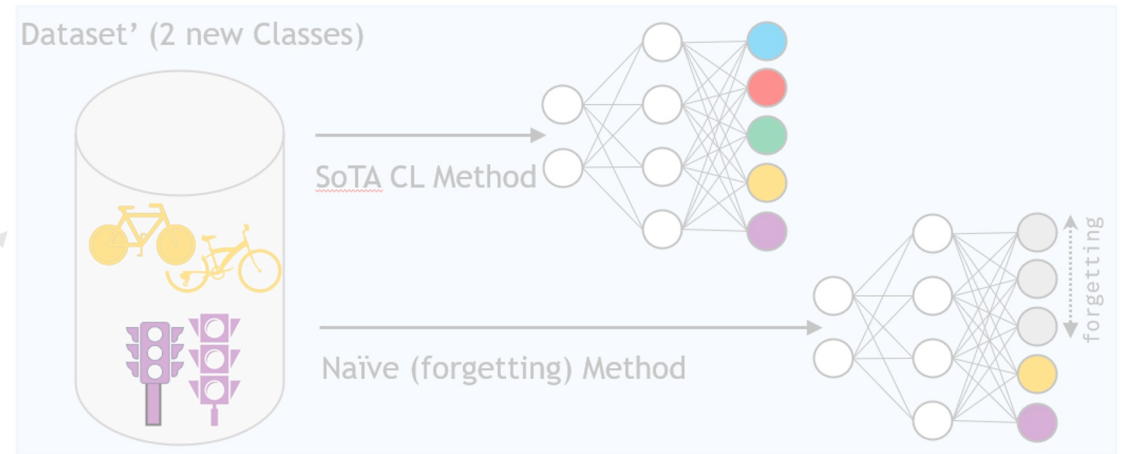 Dataset’ (2 new Classes)
SoTA CL Method
Naïve (forgetting) Method
forgetting